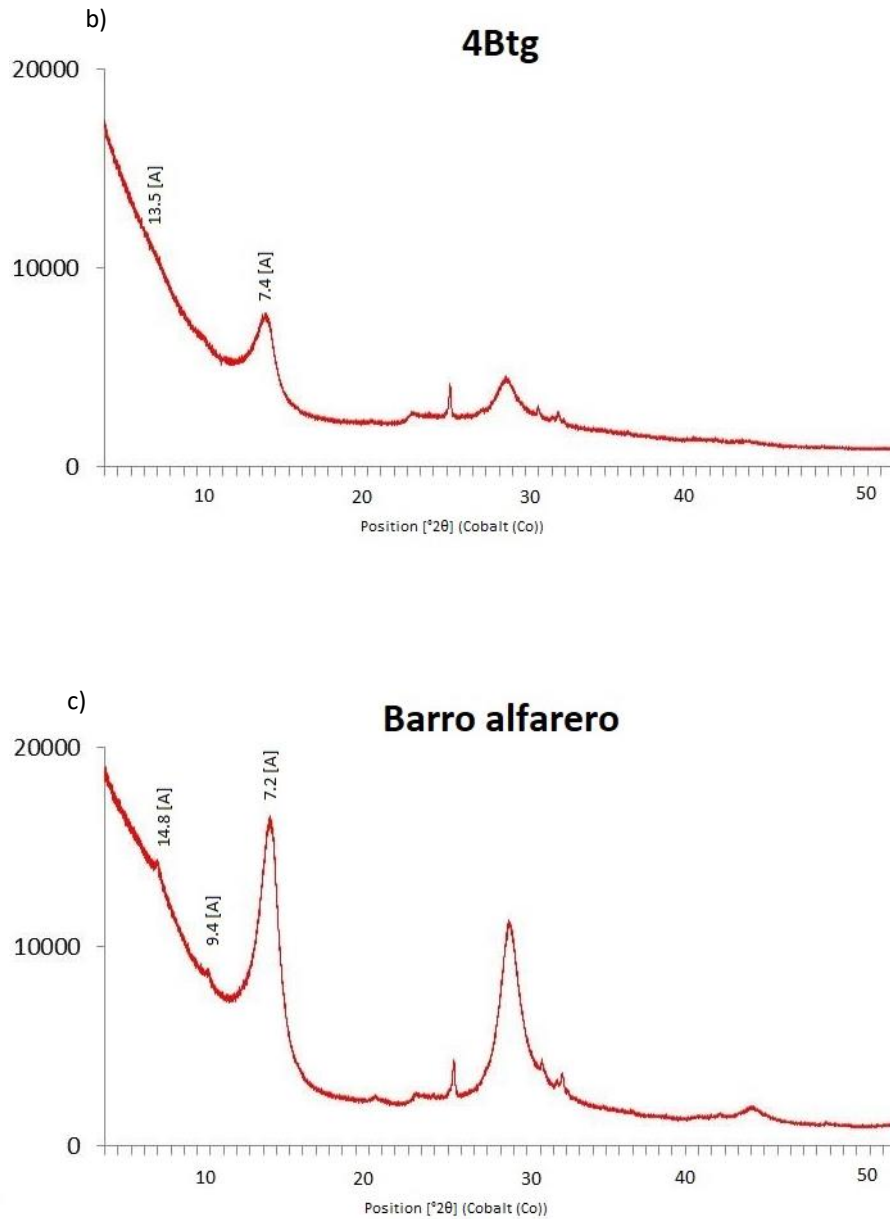 b)
4Btg
20000
13.5 [A]
7.4 [A]
10000
0
10 20 30 40 50
Position [°2θ] (Cobalt (Co))
c)
Barro alfarero
20000
14.8 [A]
7.2 [A]
9.4 [A]
10000
0
10 20 30 40 50
Position [°2θ] (Cobalt (Co))